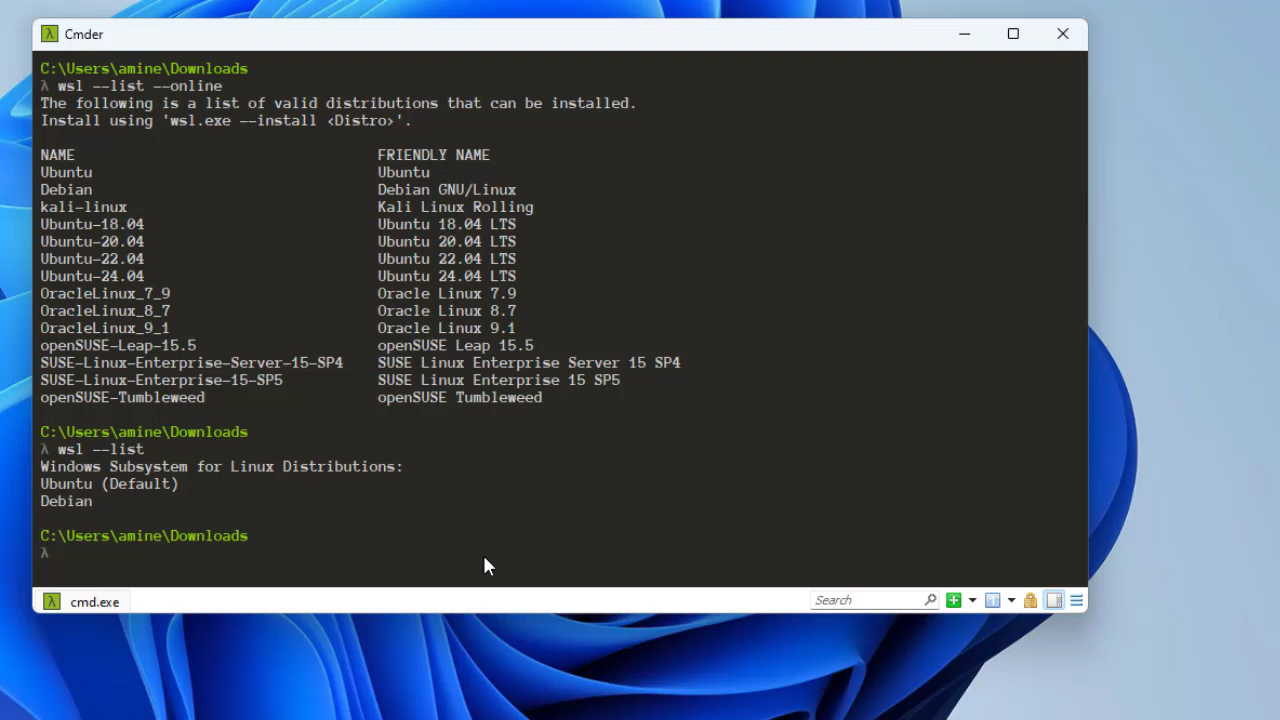 Cmder
C:\Users\amine\Downloads
λ wsl --list --online
The following is a list of valid distributions that can be installed.
Install using 'wsl.exe --install <Distro>'.
NAME FRIENDLY NAME
Ubuntu Ubuntu
Debian Debian GNU/Linux
kali-linux Kali Linux Rolling
Ubuntu-18.04 Ubuntu 18.04 LTS
Ubuntu-20.04 Ubuntu 20.04 LTS
Ubuntu-22.04 Ubuntu 22.04 LTS
Ubuntu-24.04 Ubuntu 24.04 LTS
OracleLinux_7_9 Oracle Linux 7.9
OracleLinux_8_7 Oracle Linux 8.7
OracleLinux_9_1 Oracle Linux 9.1
openSUSE-Leap-15.5 openSUSE Leap 15.5
SUSE-Linux-Enterprise-Server-15-SP4 SUSE Linux Enterprise Server 15 SP4
SUSE-Linux-Enterprise-15-SP5 SUSE Linux Enterprise 15 SP5
openSUSE-Tumbleweed openSUSE Tumbleweed
C:\Users\amine\Downloads
λ wsl --list
Windows Subsystem for Linux Distributions:
Ubuntu (Default)
Debian
C:\Users\amine\Downloads
λ
cmd.exe Search